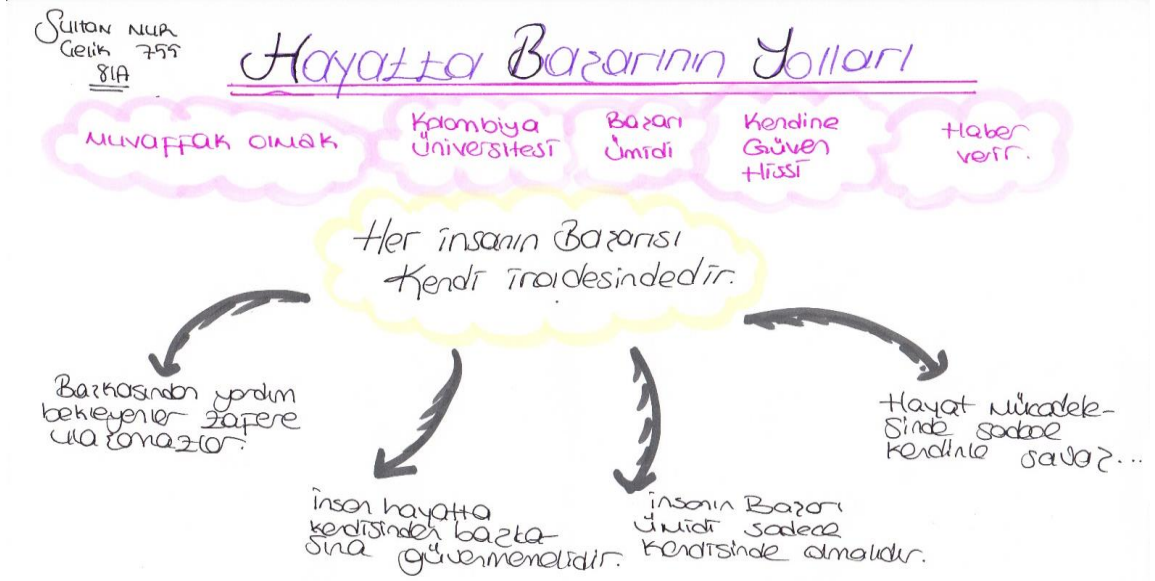 Sultan Nur
Çelik
8/A
Hayatta Başarının Yolları
Muvaffak olmak
Kolombiya
Üniversitesi
Başarı
ümidi
Kendine
Güven
Hissi
Haber
verir.
Her insanın Başarısı
Kendi iradesindedir.
Başkasından yardım
bekleyenler zafere
ulaşamazlar.
İnsan hayatta
kendisinden başka-
sına güvenmemelidir.
İnsanın Başarı
ümidi sadece
kendisinde olmalıdır.
Hayat Mücadele-
sinde sadece
kendinle savaş...